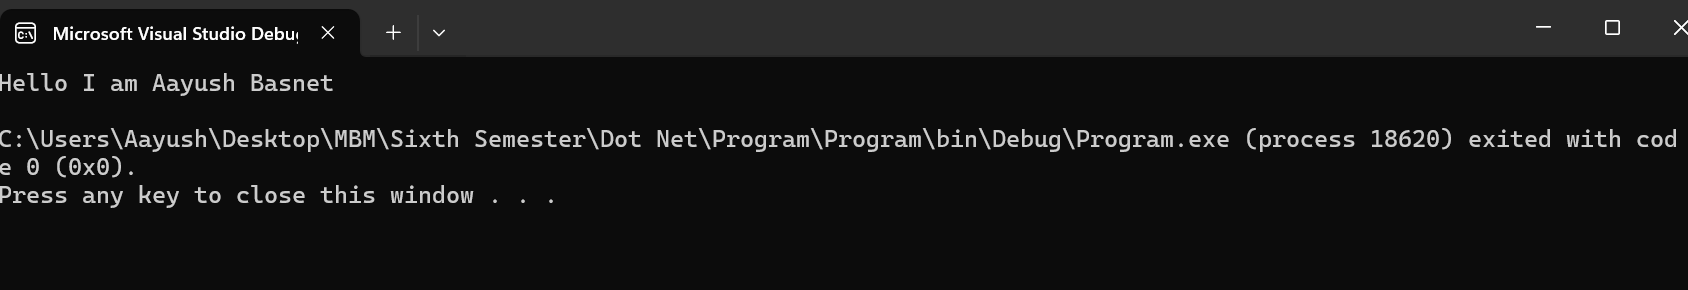 Microsoft Visual Studio Debu
Hello I am Aayush Basnet
C:\Users\Aayush\Desktop\MBM\Sixth Semester\Dot Net\Program\Program\bin\Debug\Program.exe (process 18620) exited with cod
e 0 (0x0).
Press any key to close this window . . .